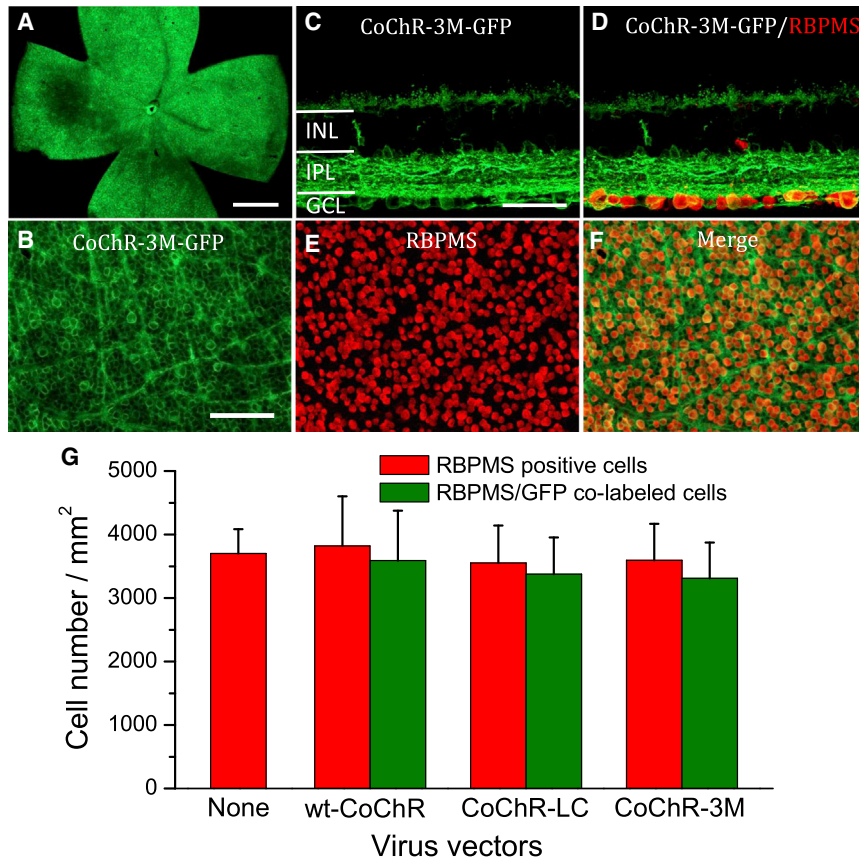 A
C
CoChR-3M-GFP
D
CoChR-3M-GFP/RBPMS
INL
IPL
GCL
B
CoChR-3M-GFP
E
RBPMS
F
Merge
G
RBPMS positive cells
RBPMS/GFP co-labeled cells
5000
4000
3000
2000
1000
0
Cell number / mm²
None
wt-CoChR
CoChR-LC
CoChR-3M
Virus vectors